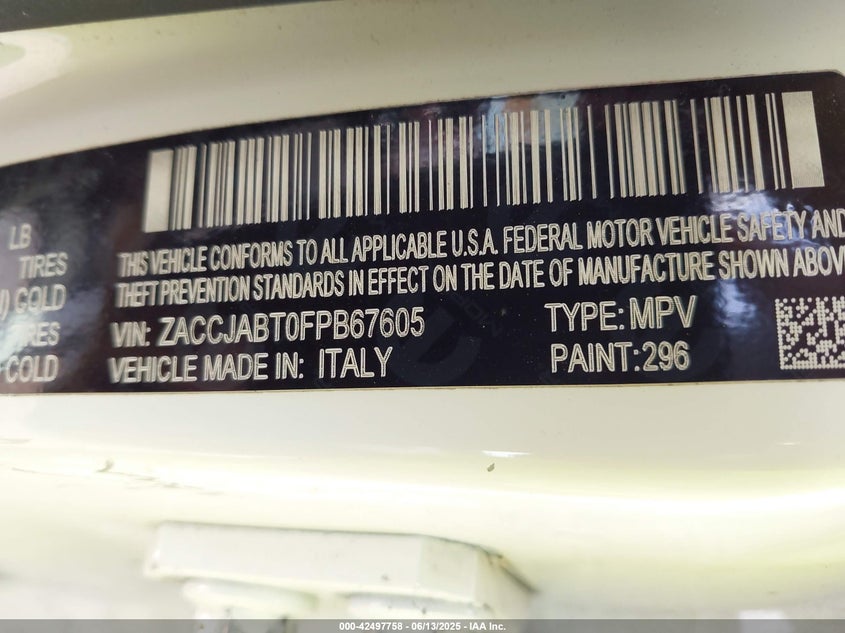 LB
TIRES
COLD
COLD
THIS VEHICLE CONFORMS TO ALL APPLICABLE U.S.A. FEDERAL MOTOR VEHICLE SAFETY AND
THEFT PREVENTION STANDARDS IN EFFECT ON THE DATE OF MANUFACTURE SHOWN ABOV
VIN: ZACCJABT0FPB67605 TYPE: MPV
VEHICLE MADE IN: ITALY PAINT: 296
000-42497758 - 06/13/2025 - IAA Inc.